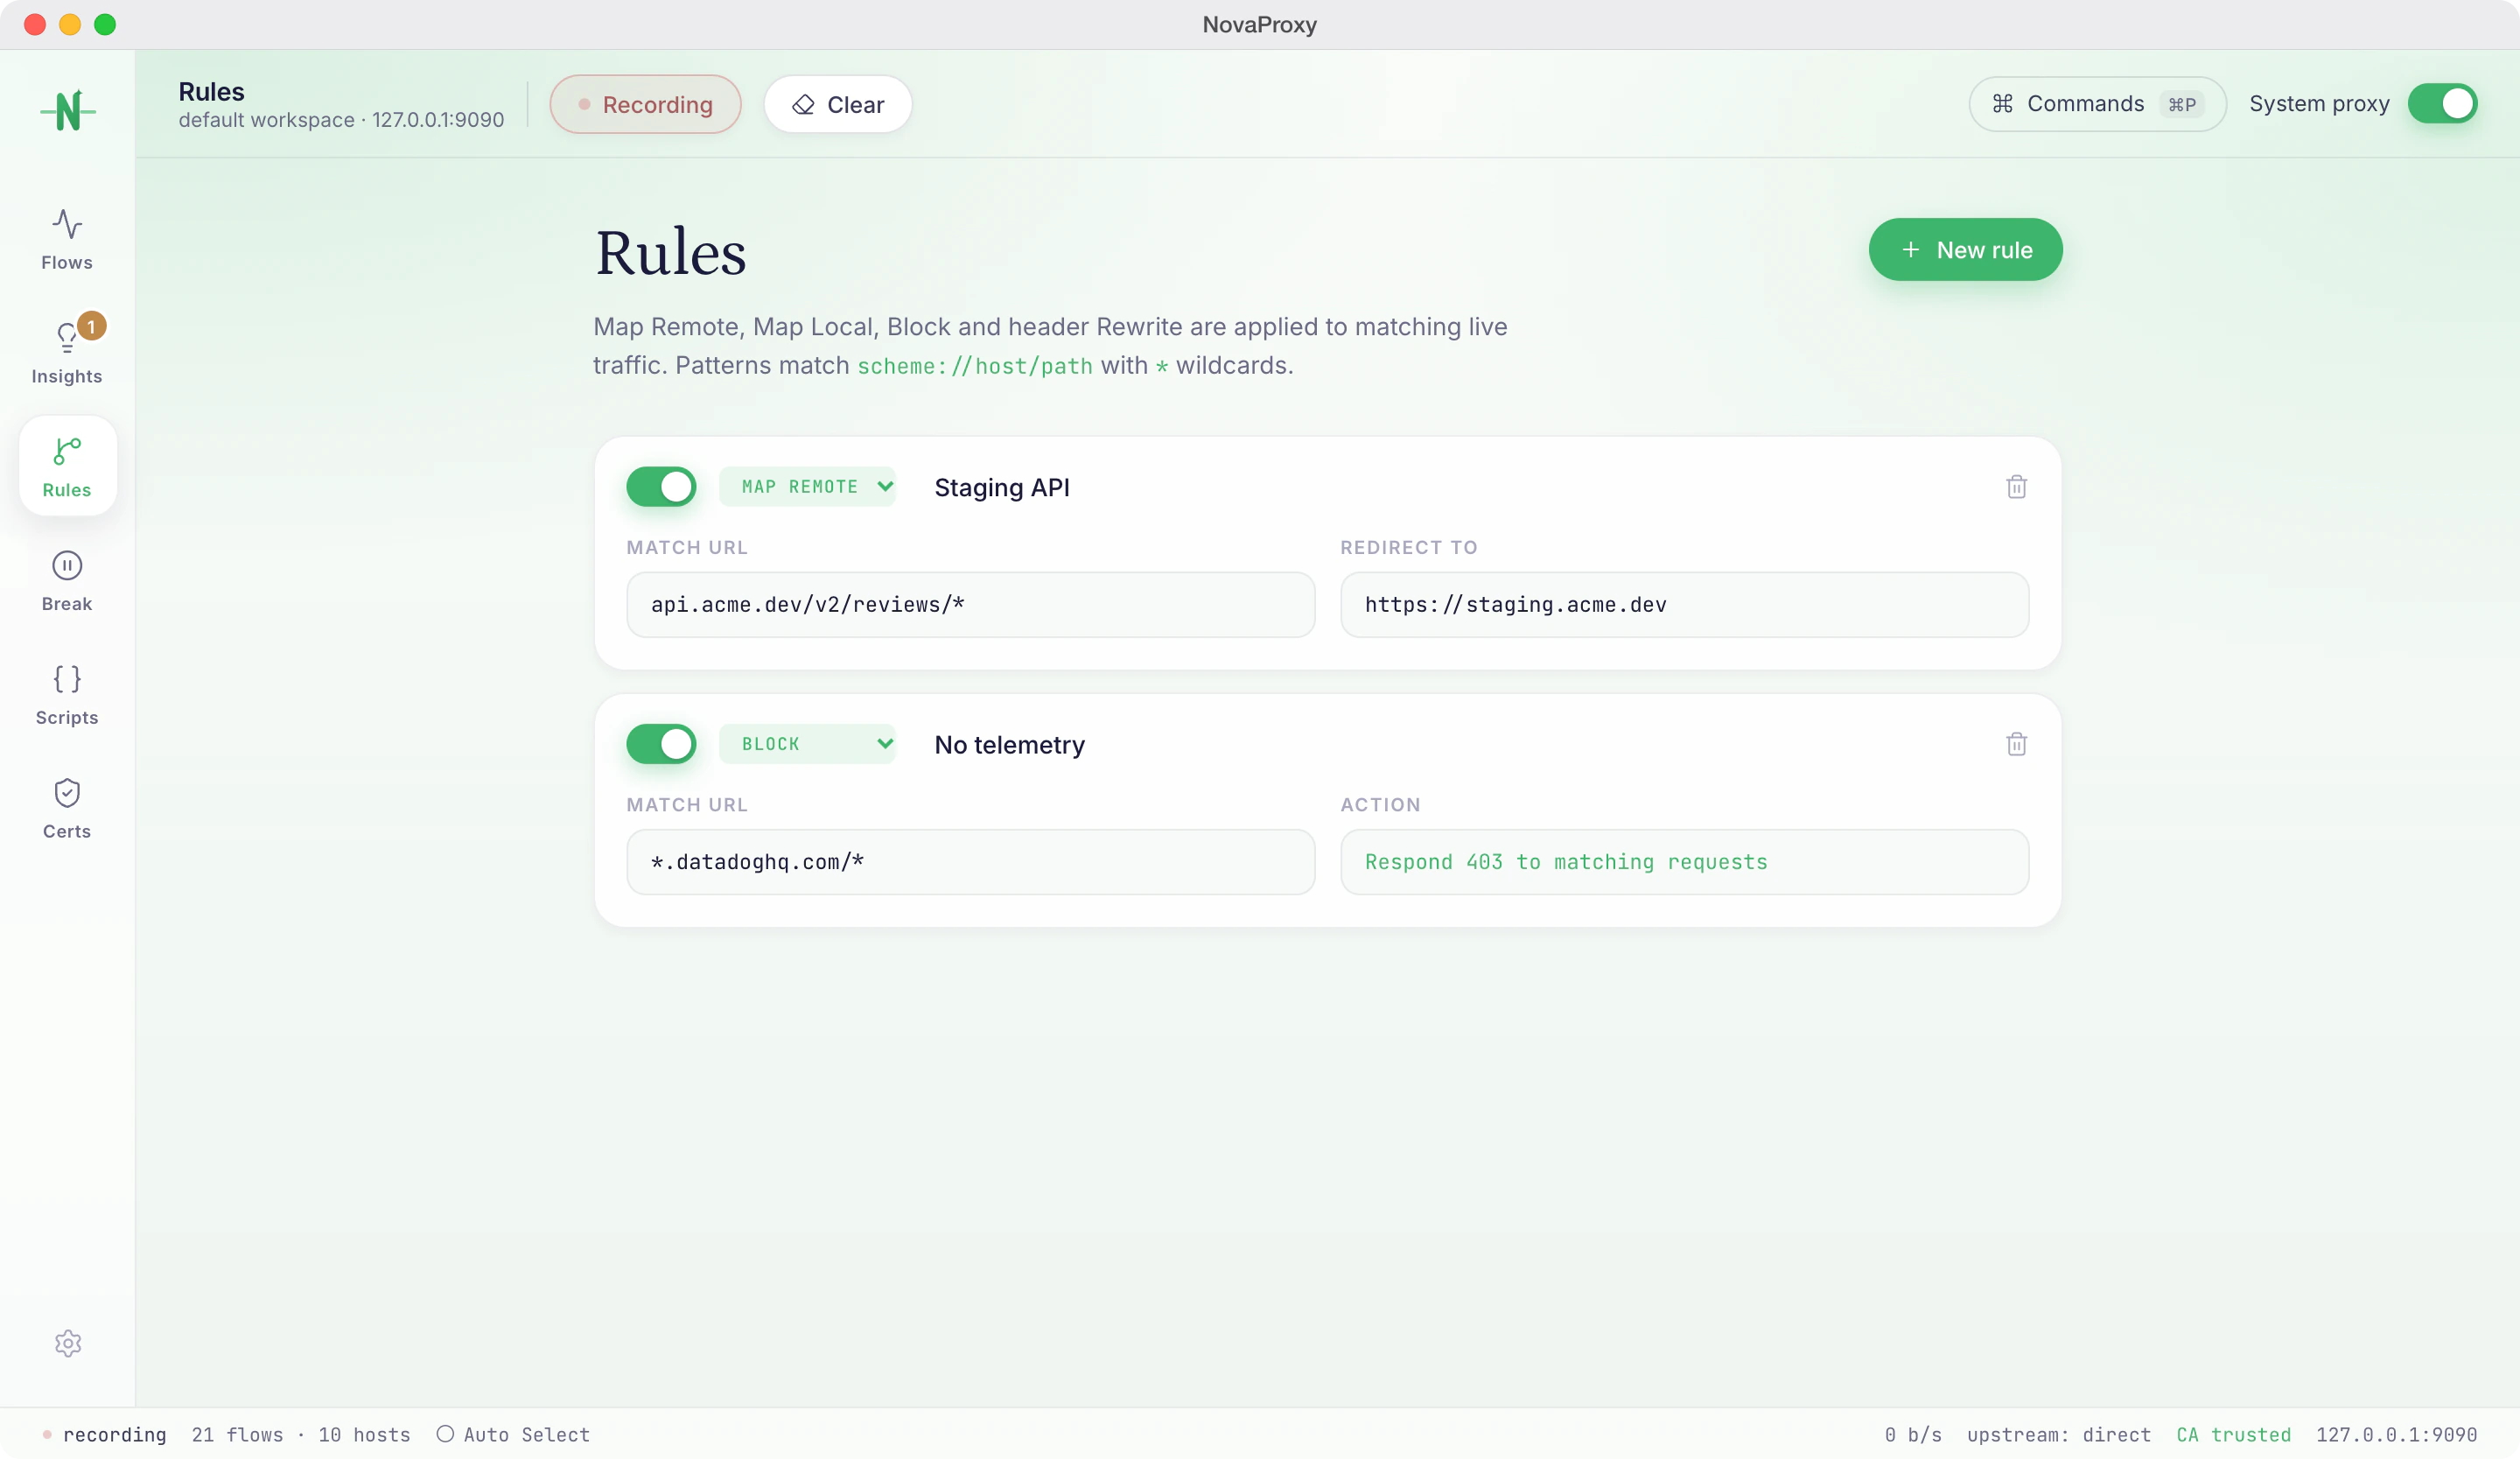 NovaProxy
Rules
default workspace · 127.0.0.1:9090
Recording
Clear
⌘ Commands ⌘P
System proxy
Flows
1
Insights
Rules
Break
Scripts
Certs
Rules
+ New rule
Map Remote, Map Local, Block and header Rewrite are applied to matching live
traffic. Patterns match scheme://host/path with * wildcards.
MAP REMOTE
Staging API
MATCH URL
REDIRECT TO
api.acme.dev/v2/reviews/*
https://staging.acme.dev
BLOCK
No telemetry
MATCH URL
ACTION
*.datadoghq.com/*
Respond 403 to matching requests
recording 21 flows · 10 hosts Auto Select
0 b/s upstream: direct CA trusted 127.0.0.1:9090